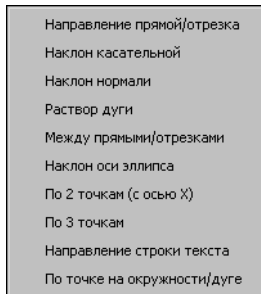 Направление прямой/отрезка
Наклон касательной
Наклон нормали
Раствор дуги
Между прямыми/отрезками
Наклон оси эллипса
По 2 точкам (с осью X)
По 3 точкам
Направление строки текста
По точке на окружности/дуге